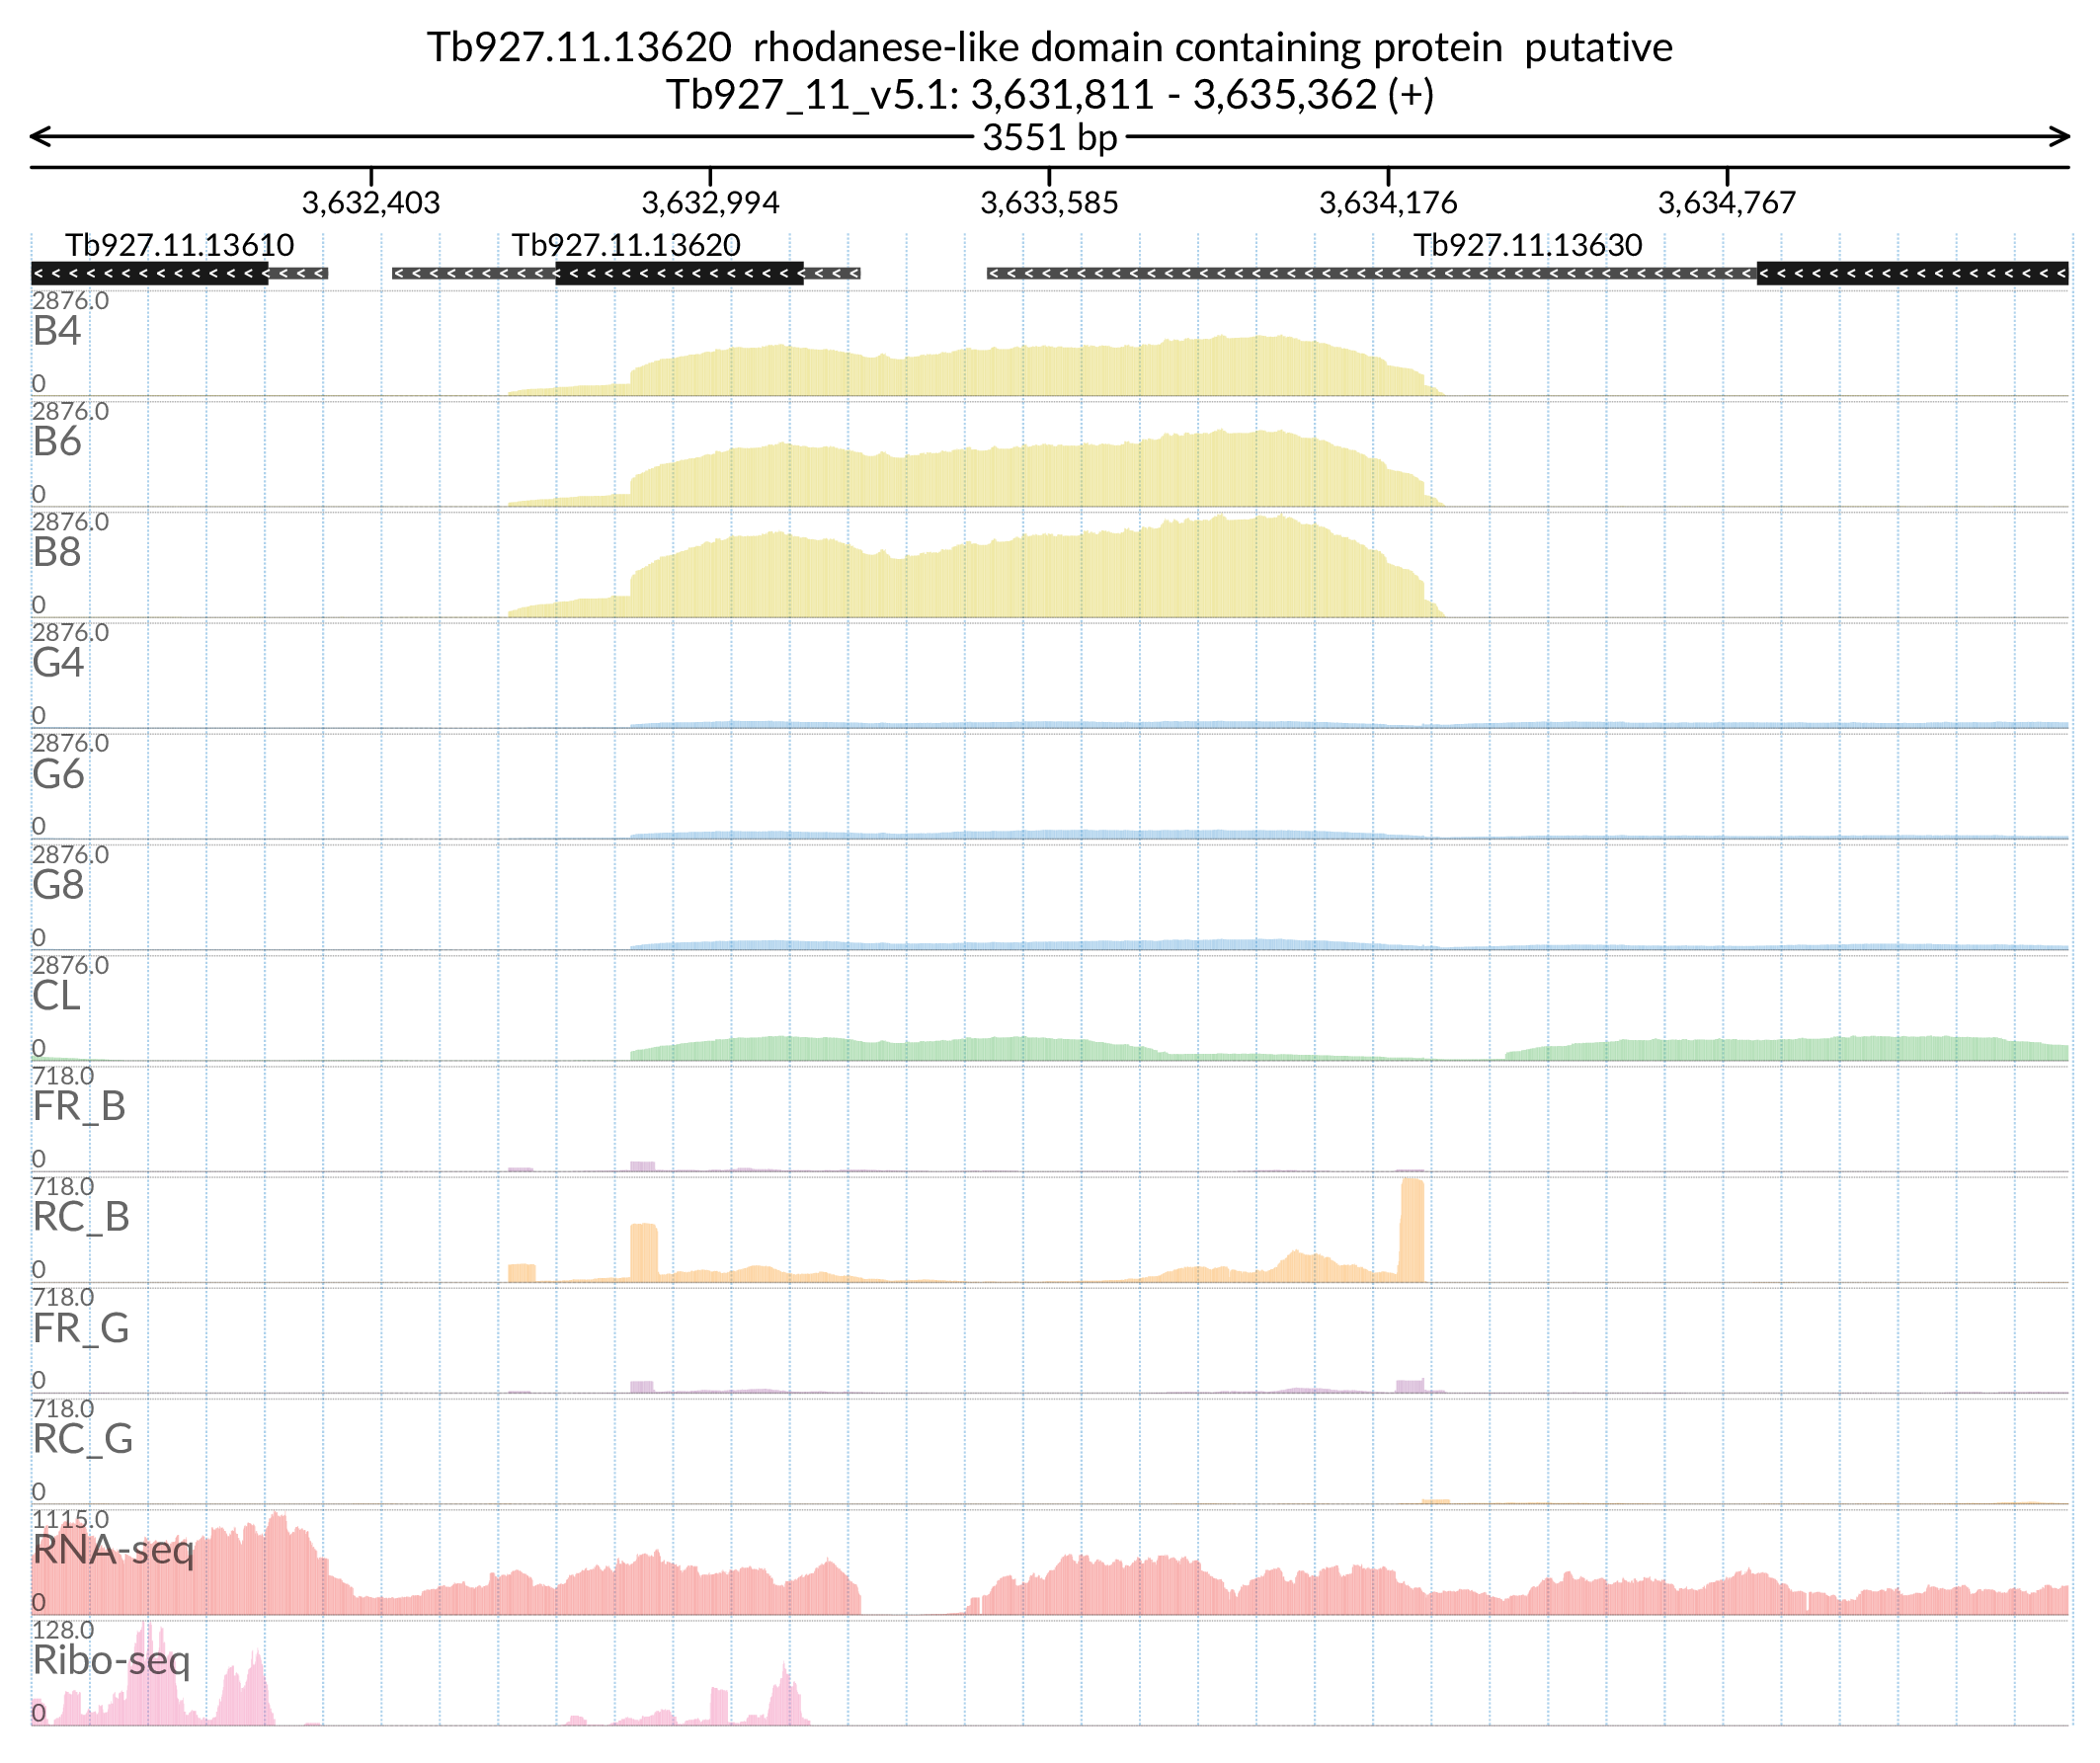 Tb927.11.13620  rhodanese-like domain containing protein  putative
Tb927_11_v5.1: 3,631,811 - 3,635,362 (+)
3551 bp
3,632,403 3,632,994 3,633,585 3,634,176 3,634,767
Tb927.11.13610 Tb927.11.13620 Tb927.11.13630
2876.0
B4
0
2876.0
B6
0
2876.0
B8
0
2876.0
G4
0
2876.0
G6
0
2876.0
G8
0
2876.0
CL
0
718.0
FR_B
0
718.0
RC_B
0
718.0
FR_G
0
718.0
RC_G
0
1115.0
RNA-seq
0
128.0
Ribo-seq
0